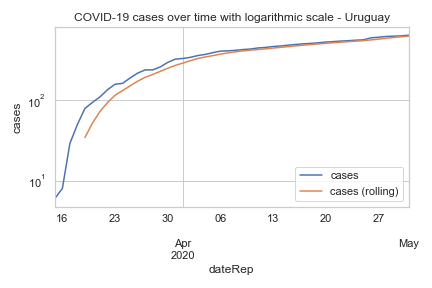 COVID-19 cases over time with logarithmic scale - Uruguay
cases
10²
10¹
cases
cases (rolling)
16 23 30 06 13 20 27
Apr May
2020
dateRep